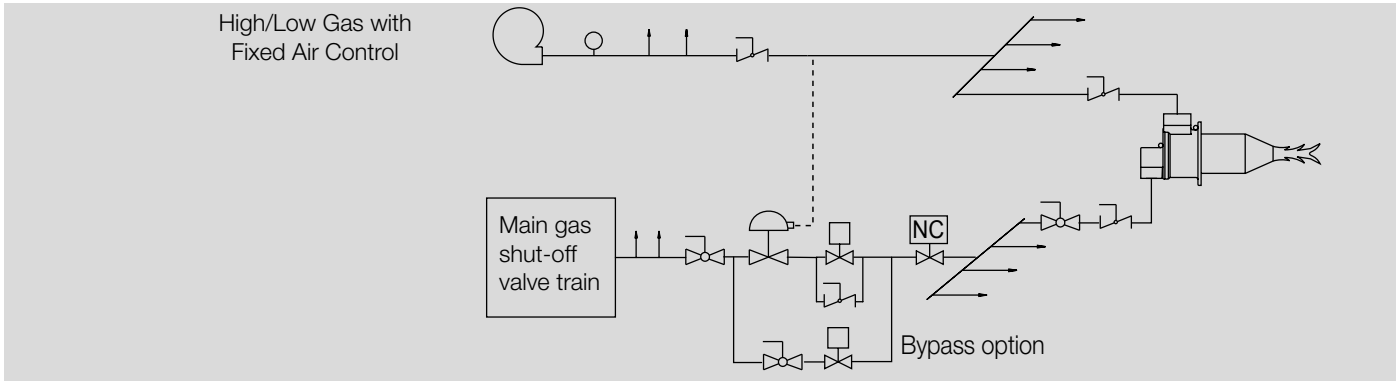 High/Low Gas with
Fixed Air Control
Main gas
shut-off
valve train
NC
Bypass option